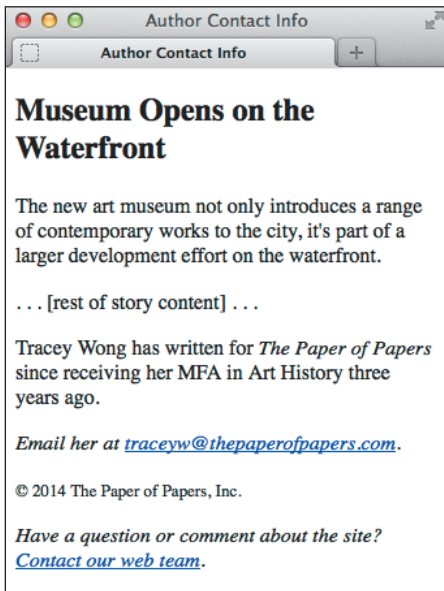 Author Contact Info
Author Contact Info
Museum Opens on the
Waterfront
The new art museum not only introduces a range
of contemporary works to the city, it's part of a
larger development effort on the waterfront.
. . . [rest of story content] . . .
Tracey Wong has written for The Paper of Papers
since receiving her MFA in Art History three
years ago.
Email her at traceyw@thepaperofpapers.com.
© 2014 The Paper of Papers, Inc.
Have a question or comment about the site?
Contact our web team.